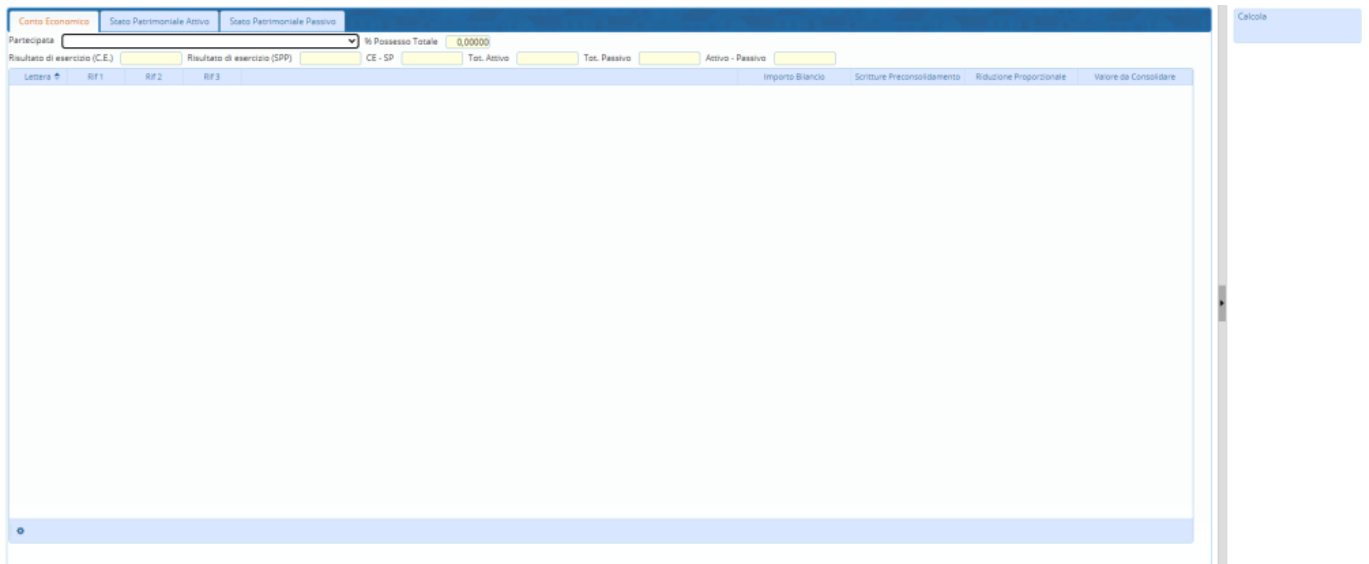 Conto Economico Stato Patrimoniale Attivo Stato Patrimoniale Passivo Calcola
Partecipata % Possesso Totale 0,00000
Risultato di esercizio (C.E.) Risultato di esercizio (SPP) CE - SP Tot. Attivo Tot. Passivo Attivo - Passivo
Lettera Rif 1 Rif 2 Rif 3 Importo Bilancio Scritture Preconsolidamento Riduzione Proporzionale Valore da Consolidare